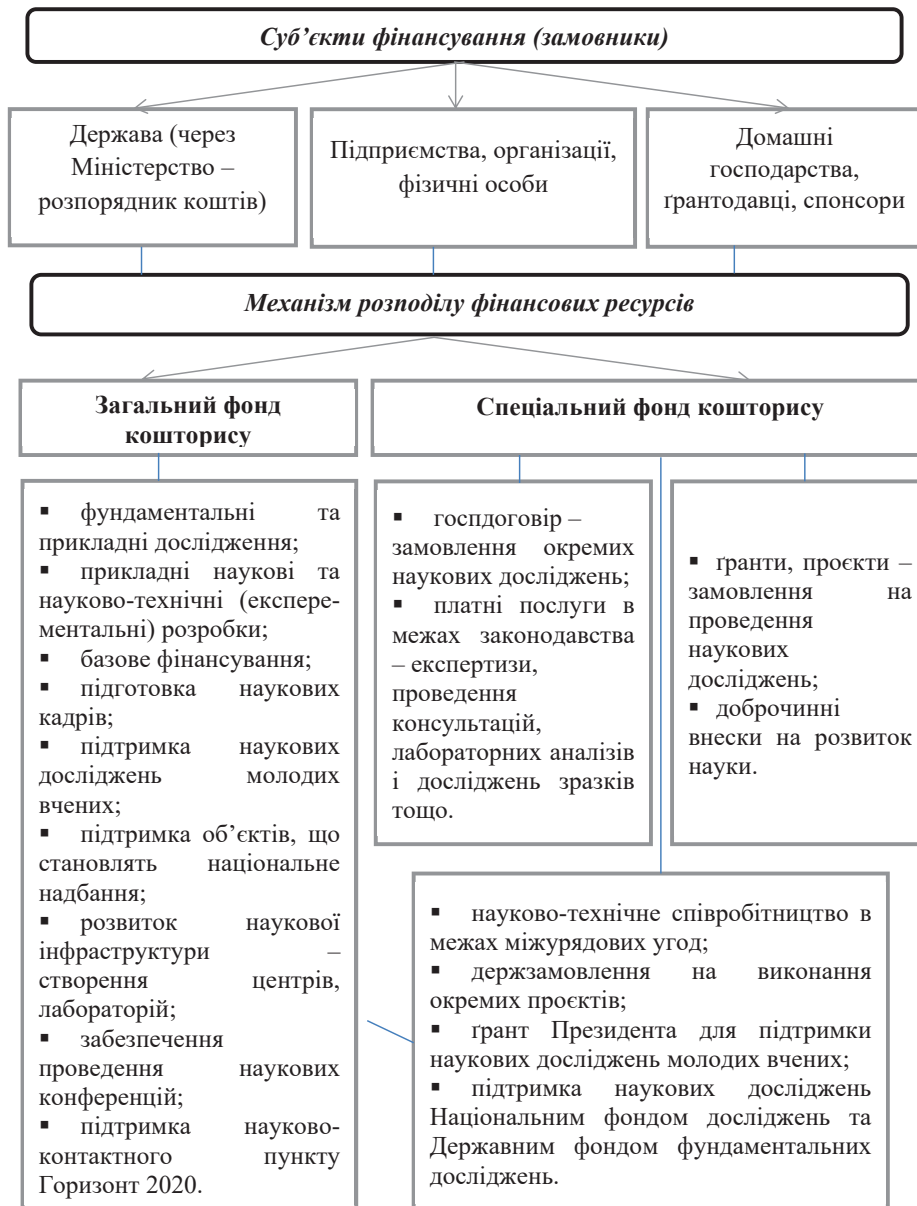 Суб’єкти фінансування (замовники)
Держава (через
Міністерство –
розпорядник коштів)
Підприємства, організації,
фізичні особи
Домашні
господарства,
ґрантодавці, спонсори
Механізм розподілу фінансових ресурсів
Загальний фонд
кошторису
Спеціальний фонд кошторису
▪ фундаментальні та
прикладні дослідження;
▪ прикладні наукові та
науково-технічні (експере-
ментальні) розробки;
▪ базове фінансування;
▪ підготовка наукових
кадрів;
▪ підтримка наукових
досліджень молодих
вчених;
▪ підтримка об’єктів, що
становлять національне
надбання;
▪ розвиток наукової
інфраструктури –
створення центрів,
лабораторій;
▪ забезпечення
проведення наукових
конференцій;
▪ підтримка науково-
контактного пункту
Горизонт 2020.
▪ госпдоговір –
замовлення окремих
наукових досліджень;
▪ платні послуги в
межах законодавства
– експертизи,
проведення
консультацій,
лабораторних аналізів
і досліджень зразків
тощо.
▪ ґранти, проєкти –
замовлення на
проведення
наукових
досліджень;
▪ доброчинні
внески на розвиток
науки.
▪ науково-технічне співробітництво в
межах міжурядових угод;
▪ держзамовлення на виконання
окремих проєктів;
▪ ґрант Президента для підтримки
наукових досліджень молодих вчених;
▪ підтримка наукових досліджень
Національним фондом досліджень та
Державним фондом фундаментальних
досліджень.